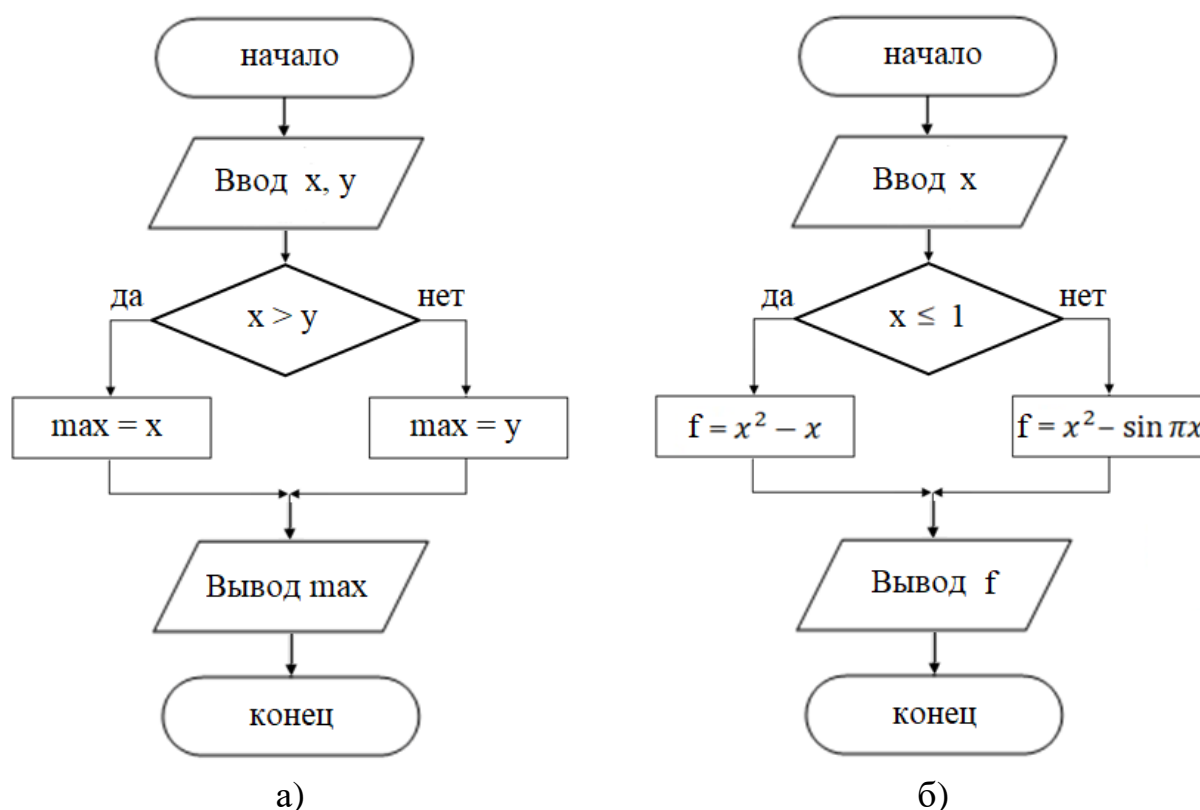 начало
Ввод x, y
да
нет
x > y
max = x
max = y
Вывод max
конец
а)
начало
Ввод x
да
нет
x ≤ 1
f = x² − x
f = x² − sin πx
Вывод f
конец
б)